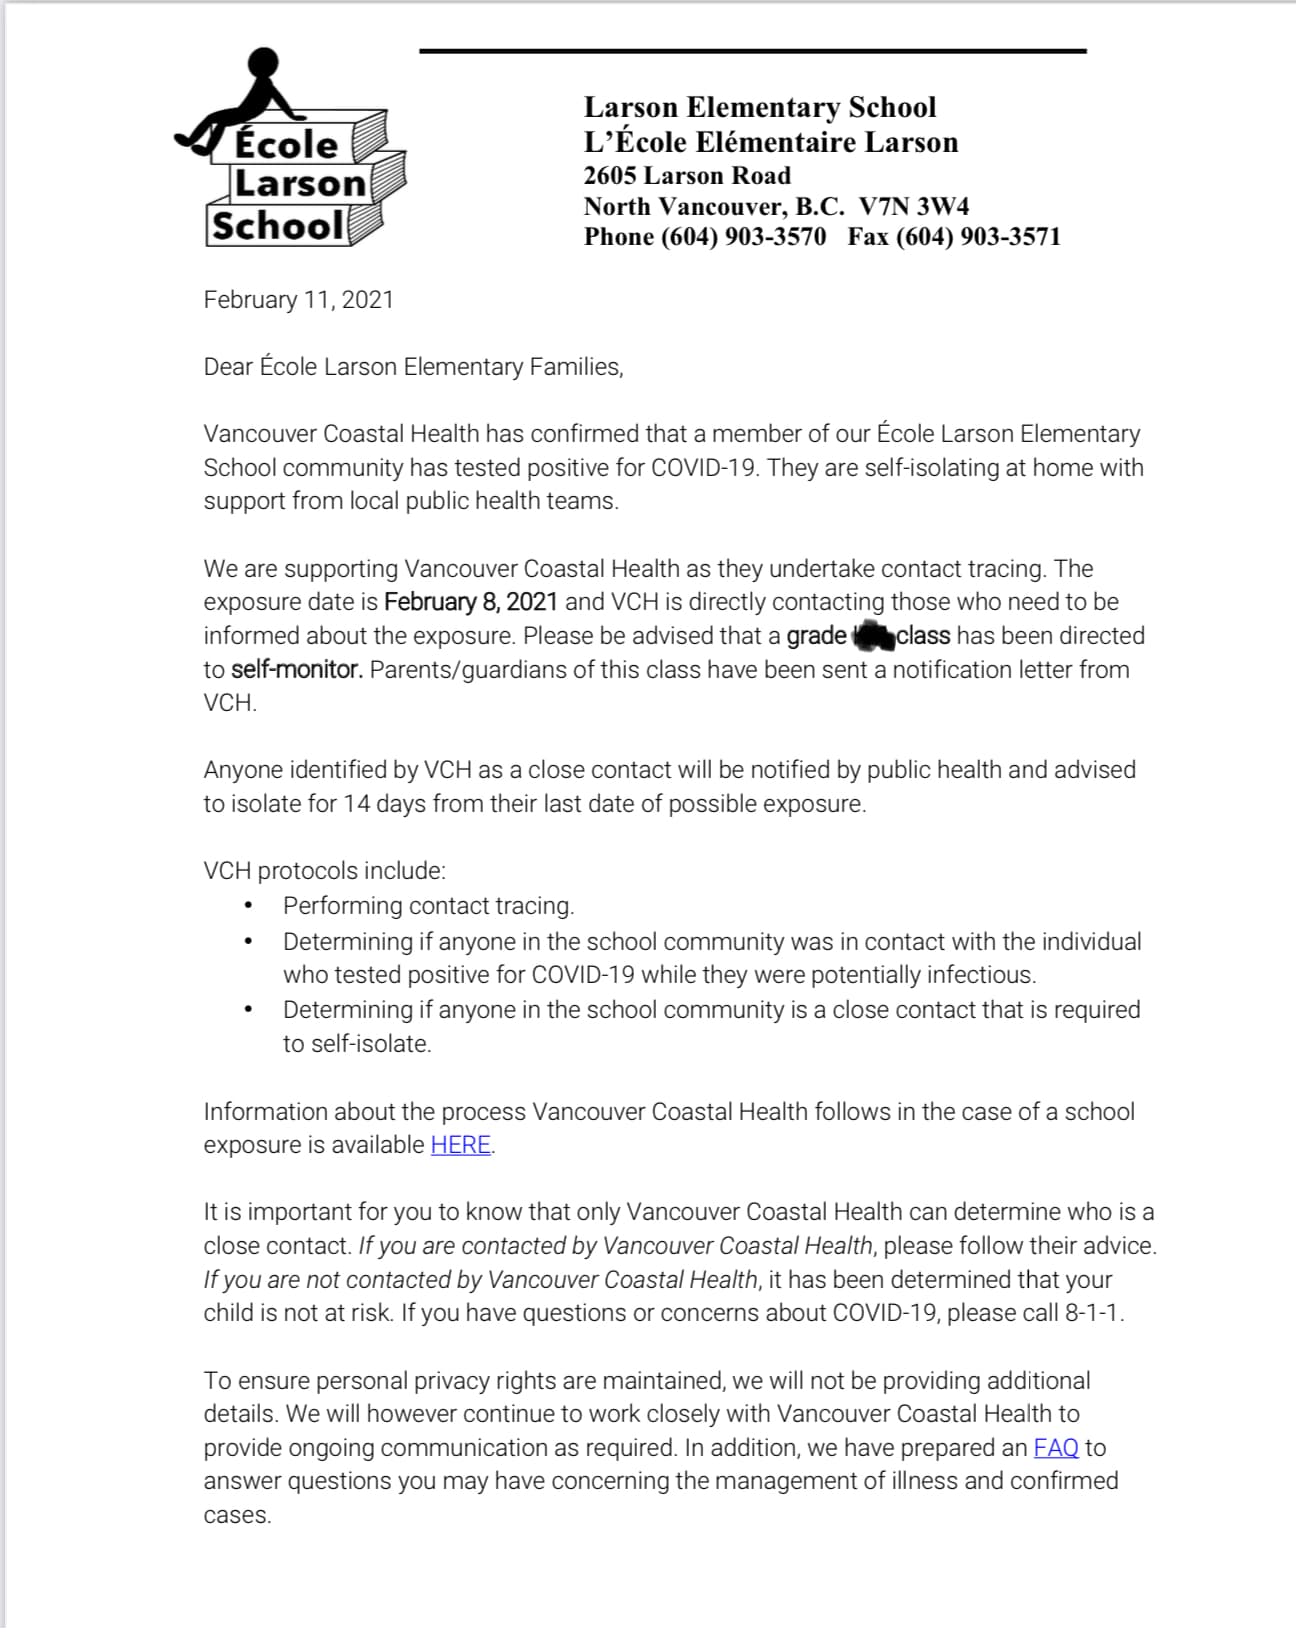 École
Larson
School
Larson Elementary School
L’École Elémentaire Larson
2605 Larson Road
North Vancouver, B.C.  V7N 3W4
Phone (604) 903-3570   Fax (604) 903-3571
February 11, 2021
Dear École Larson Elementary Families,
Vancouver Coastal Health has confirmed that a member of our École Larson Elementary
School community has tested positive for COVID-19. They are self-isolating at home with
support from local public health teams.
We are supporting Vancouver Coastal Health as they undertake contact tracing. The
exposure date is February 8, 2021 and VCH is directly contacting those who need to be
informed about the exposure. Please be advised that a grade class has been directed
to self-monitor. Parents/guardians of this class have been sent a notification letter from
VCH.
Anyone identified by VCH as a close contact will be notified by public health and advised
to isolate for 14 days from their last date of possible exposure.
VCH protocols include:
• Performing contact tracing.
• Determining if anyone in the school community was in contact with the individual
who tested positive for COVID-19 while they were potentially infectious.
• Determining if anyone in the school community is a close contact that is required
to self-isolate.
Information about the process Vancouver Coastal Health follows in the case of a school
exposure is available HERE.
It is important for you to know that only Vancouver Coastal Health can determine who is a
close contact. If you are contacted by Vancouver Coastal Health, please follow their advice.
If you are not contacted by Vancouver Coastal Health, it has been determined that your
child is not at risk. If you have questions or concerns about COVID-19, please call 8-1-1.
To ensure personal privacy rights are maintained, we will not be providing additional
details. We will however continue to work closely with Vancouver Coastal Health to
provide ongoing communication as required. In addition, we have prepared an FAQ to
answer questions you may have concerning the management of illness and confirmed
cases.